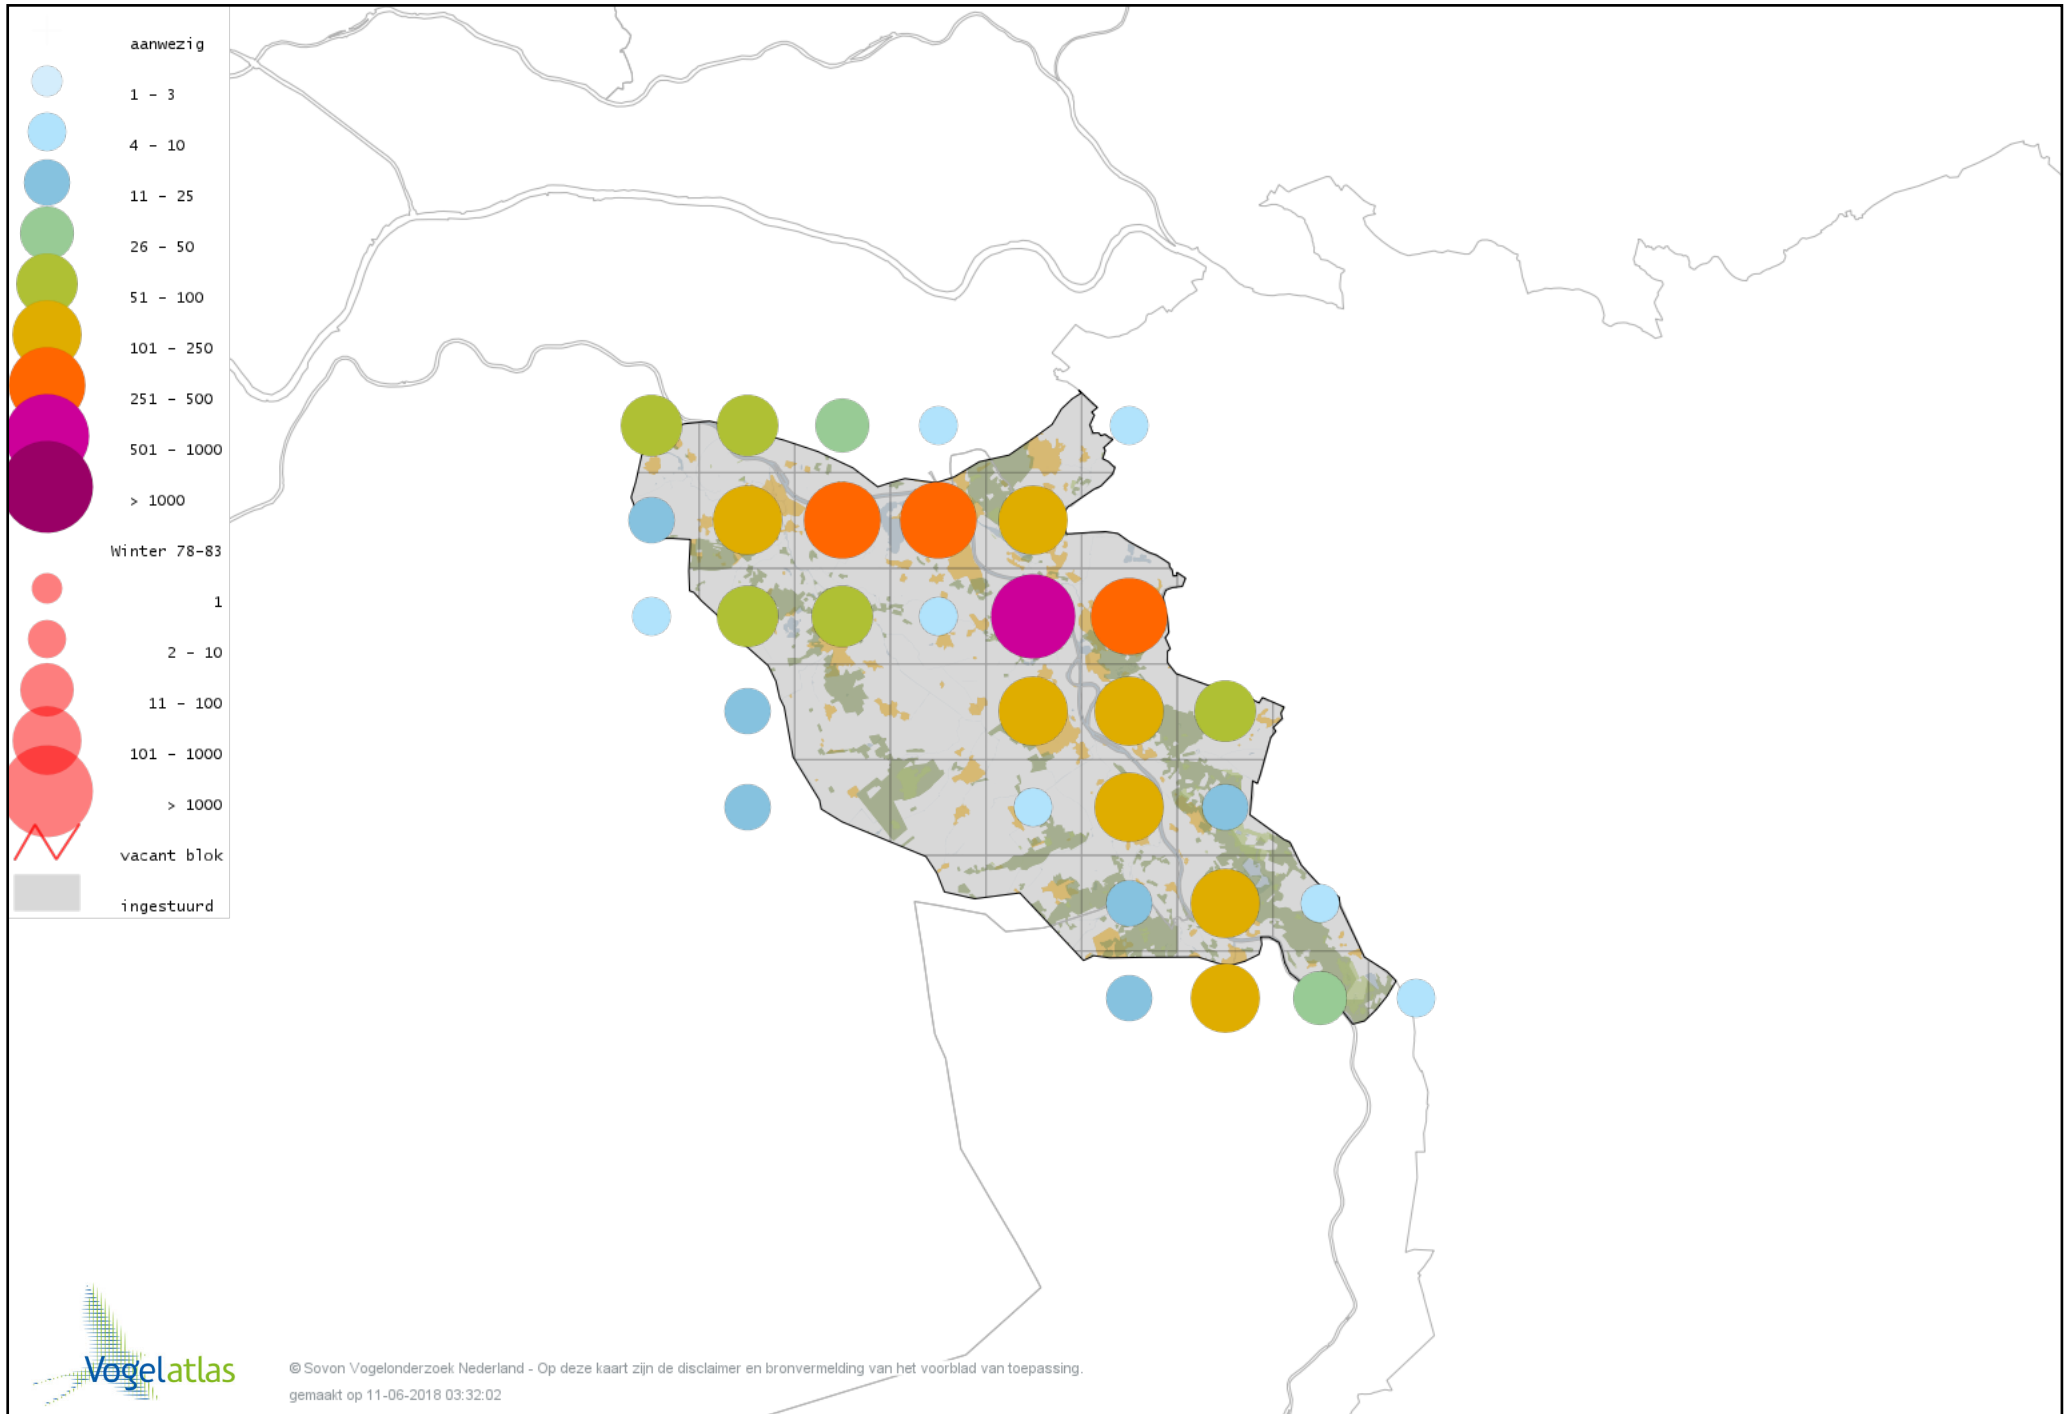 aanwezig
1 - 3
4 - 10
11 - 25
26 - 50
51 - 100
101 - 250
251 - 500
501 - 1000
> 1000
Winter 78-83
1
2 - 10
11 - 100
101 - 1000
> 1000
vacant blok
ingestuurd
Vogelatlas
© Sovon Vogelonderzoek Nederland - Op deze kaart zijn de disclaimer en bronvermelding van het voorblad van toepassing.
gemaakt op 11-06-2018 03:32:02